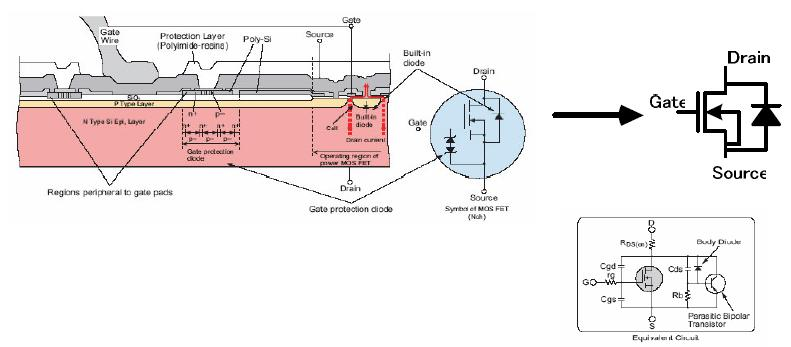 Gate
Gate
Wire
Protection Layer
(Polyimide-resins)
Poly-Si
Source
Built-in
diode
SiO₂
P Type Layer
N Type Si Epi, Layer
n+
p−
n+
n+
n+
p−
p−
p−
Gate protection
diode
Cell
Built-in
diode
Drain current
Operating region of
power MOS FET
Drain
Regions peripheral to gate pads
Gate protection diode
Drain
Gate
Source
Symbol of MOS FET
(Nch)
Drain
Gate
Source
D
RDS(on)
Body Diode
Cgd
rg
Cds
G
Cgs
Rb
Parasitic Bipolar
Transistor
S
Equivalent Circuit